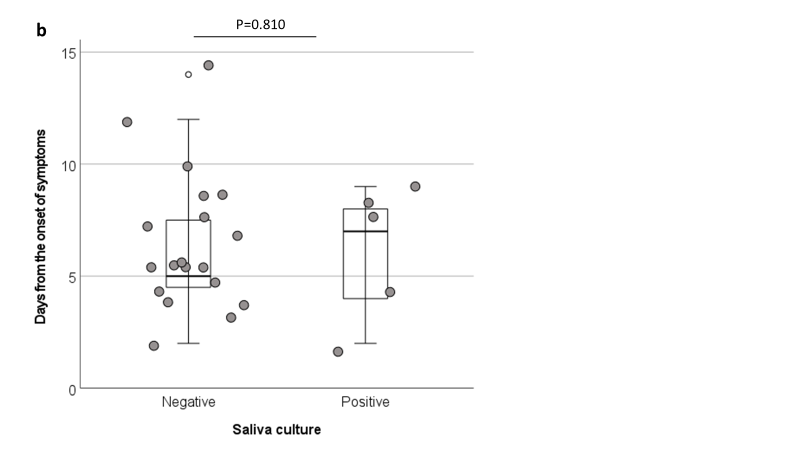 b
P=0.810
15
10
5
0
Days from the onset of symptoms
Negative
Positive
Saliva culture